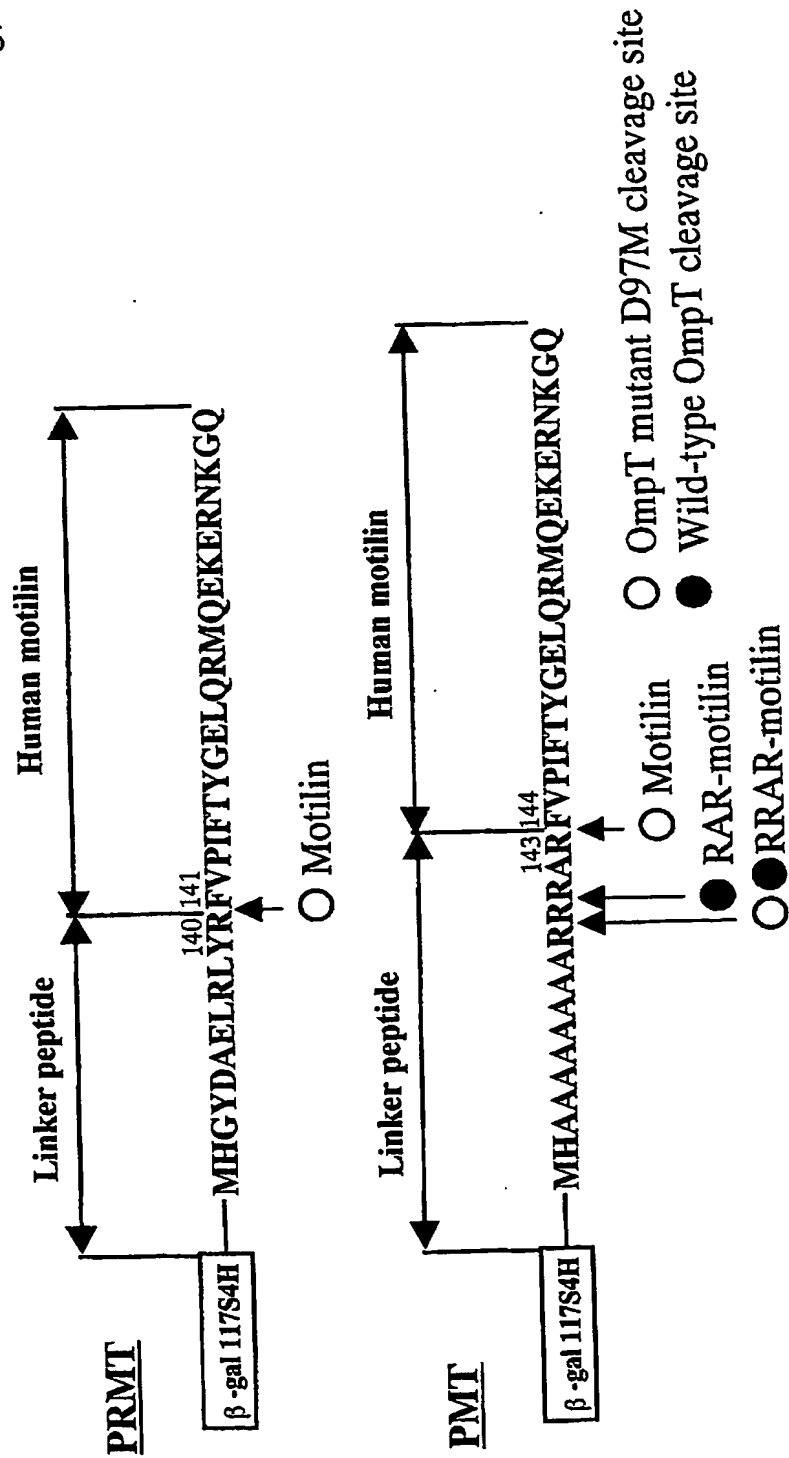 PRMT
Linker peptide
Human motilin
140 141
β-gal 117S4H
MHGYDAELRLYRFVPIFTYGELQRMQEKERNKGQ
Motilin
PMT
Linker peptide
Human motilin
143 144
β-gal 117S4H
MHAAAAAAAARRRARFVPIFTYGELQRMQEKERNKGQ
Motilin
RAR-motilin
RRAR-motilin
OmpT mutant D97M cleavage site
Wild-type OmpT cleavage site